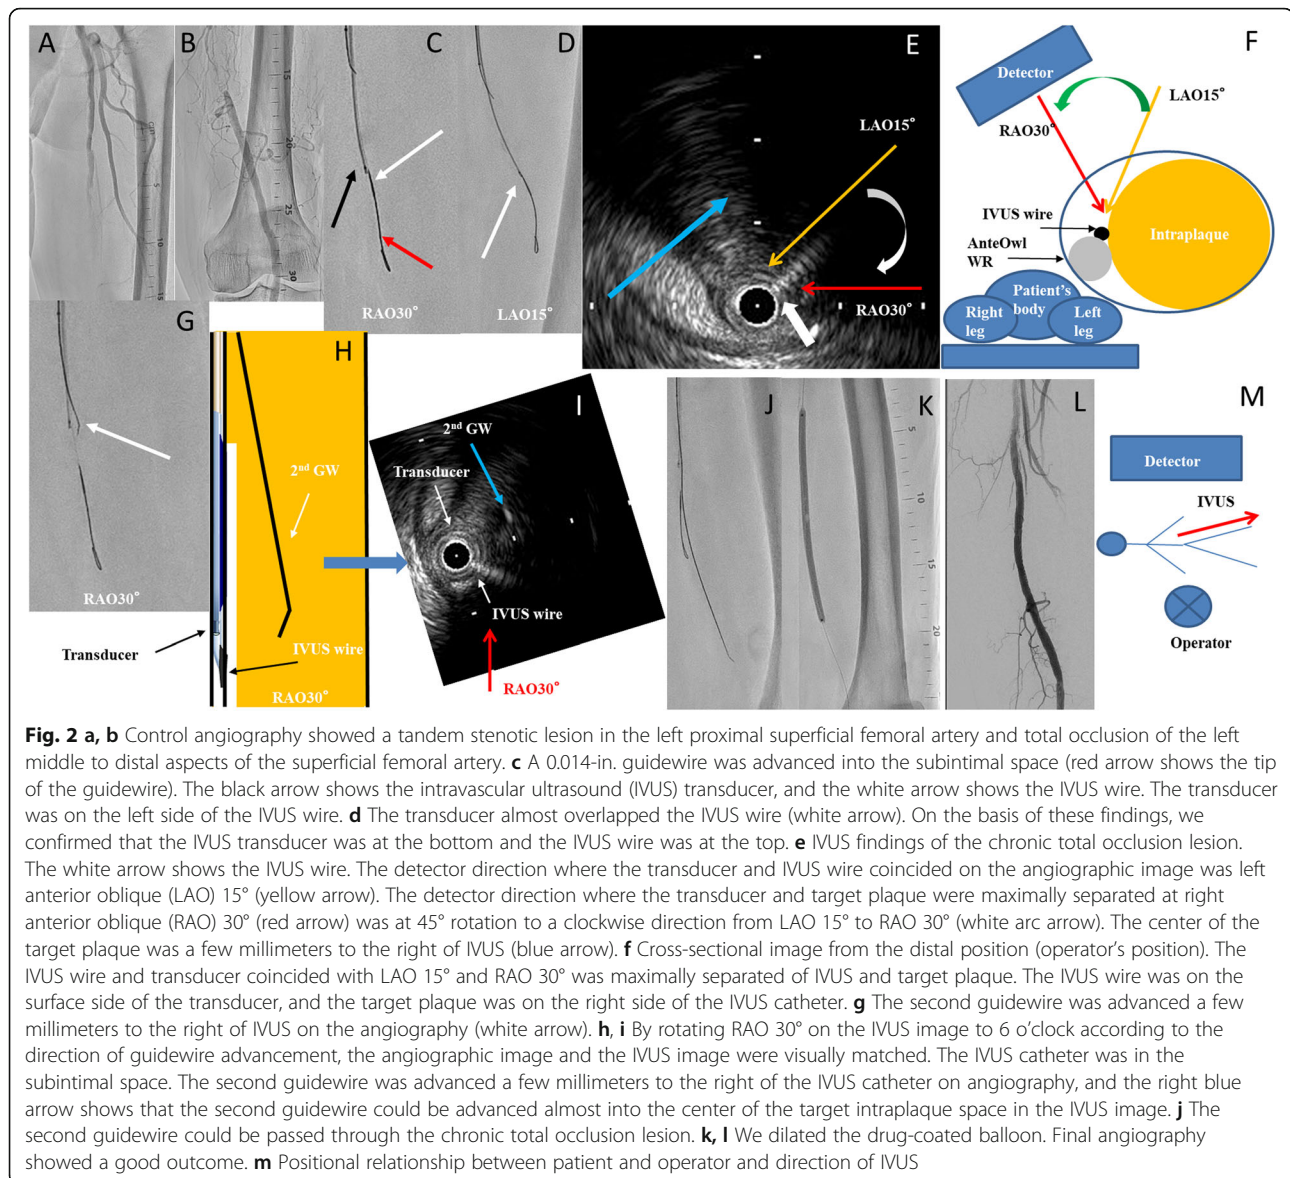 A
B
C
D
E
F
15
20
25
30
5
10
15
RAO30°
LAO15°
LAO15°
RAO30°
Detector
LAO15°
RAO30°
IVUS wire
AnteOwl
WR
Intraplaque
Patient's
body
Right
leg
Left
leg
G
RAO30°
H
2nd GW
Transducer
IVUS wire
RAO30°
I
2nd GW
Transducer
IVUS wire
RAO30°
J
K
5
10
15
20
L
M
Detector
IVUS
Operator
Fig. 2 a, b Control angiography showed a tandem stenotic lesion in the left proximal superficial femoral artery and total occlusion of the left
middle to distal aspects of the superficial femoral artery. c A 0.014-in. guidewire was advanced into the subintimal space (red arrow shows the tip
of the guidewire). The black arrow shows the intravascular ultrasound (IVUS) transducer, and the white arrow shows the IVUS wire. The transducer
was on the left side of the IVUS wire. d The transducer almost overlapped the IVUS wire (white arrow). On the basis of these findings, we
confirmed that the IVUS transducer was at the bottom and the IVUS wire was at the top. e IVUS findings of the chronic total occlusion lesion.
The white arrow shows the IVUS wire. The detector direction where the transducer and IVUS wire coincided on the angiographic image was left
anterior oblique (LAO) 15° (yellow arrow). The detector direction where the transducer and target plaque were maximally separated at right
anterior oblique (RAO) 30° (red arrow) was at 45° rotation to a clockwise direction from LAO 15° to RAO 30° (white arc arrow). The center of the
target plaque was a few millimeters to the right of IVUS (blue arrow). f Cross-sectional image from the distal position (operator's position). The
IVUS wire and transducer coincided with LAO 15° and RAO 30° was maximally separated of IVUS and target plaque. The IVUS wire was on the
surface side of the transducer, and the target plaque was on the right side of the IVUS catheter. g The second guidewire was advanced a few
millimeters to the right of IVUS on the angiography (white arrow). h, i By rotating RAO 30° on the IVUS image to 6 o'clock according to the
direction of guidewire advancement, the angiographic image and the IVUS image were visually matched. The IVUS catheter was in the
subintimal space. The second guidewire was advanced a few millimeters to the right of the IVUS catheter on angiography, and the right blue
arrow shows that the second guidewire could be advanced almost into the center of the target intraplaque space in the IVUS image. j The
second guidewire could be passed through the chronic total occlusion lesion. k, l We dilated the drug-coated balloon. Final angiography
showed a good outcome. m Positional relationship between patient and operator and direction of IVUS